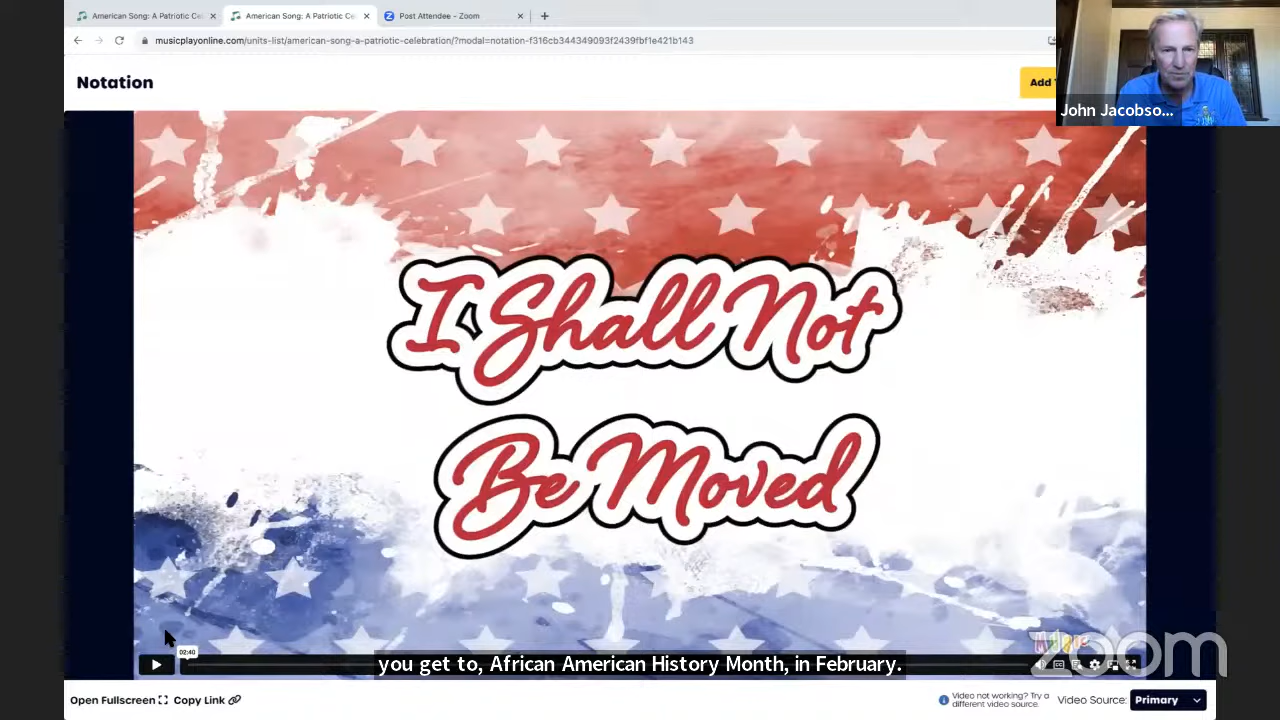 American Song: A Patriotic Ce
American Song: A Patriotic Ce
Post Attendee - Zoom
musicplayonline.com/units-list/american-song-a-patriotic-celebration/?modal=notation-f316cb344349093f2439fbf1e421b143
Notation
Add
John Jacobso...
I Shall Not
Be Moved
02:40
you get to, African American History Month, in February.
zoom
Open Fullscreen
Copy Link
Video not working? Try a
different video source.
Video Source:
Primary